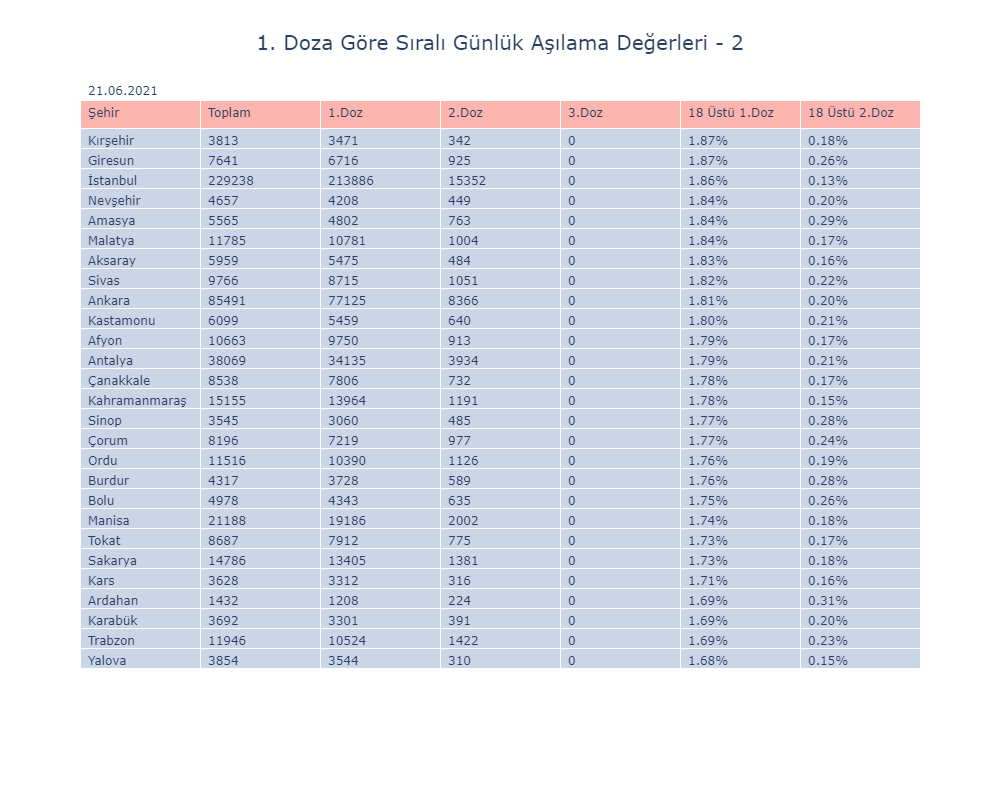 1. Doza Göre Sıralı Günlük Aşılama Değerleri - 2
21.06.2021
Şehir Toplam 1.Doz 2.Doz 3.Doz 18 Üstü 1.Doz 18 Üstü 2.Doz
Kırşehir 3813 3471 342 0 1.87% 0.18%
Giresun 7641 6716 925 0 1.87% 0.26%
İstanbul 229238 213886 15352 0 1.86% 0.13%
Nevşehir 4657 4208 449 0 1.84% 0.20%
Amasya 5565 4802 763 0 1.84% 0.29%
Malatya 11785 10781 1004 0 1.84% 0.17%
Aksaray 5959 5475 484 0 1.83% 0.16%
Sivas 9766 8715 1051 0 1.82% 0.22%
Ankara 85491 77125 8366 0 1.81% 0.20%
Kastamonu 6099 5459 640 0 1.80% 0.21%
Afyon 10663 9750 913 0 1.79% 0.17%
Antalya 38069 34135 3934 0 1.79% 0.21%
Çanakkale 8538 7806 732 0 1.78% 0.17%
Kahramanmaraş 15155 13964 1191 0 1.78% 0.15%
Sinop 3545 3060 485 0 1.77% 0.28%
Çorum 8196 7219 977 0 1.77% 0.24%
Ordu 11516 10390 1126 0 1.76% 0.19%
Burdur 4317 3728 589 0 1.76% 0.28%
Bolu 4978 4343 635 0 1.75% 0.26%
Manisa 21188 19186 2002 0 1.74% 0.18%
Tokat 8687 7912 775 0 1.73% 0.17%
Sakarya 14786 13405 1381 0 1.73% 0.18%
Kars 3628 3312 316 0 1.71% 0.16%
Ardahan 1432 1208 224 0 1.69% 0.31%
Karabük 3692 3301 391 0 1.69% 0.20%
Trabzon 11946 10524 1422 0 1.69% 0.23%
Yalova 3854 3544 310 0 1.68% 0.15%